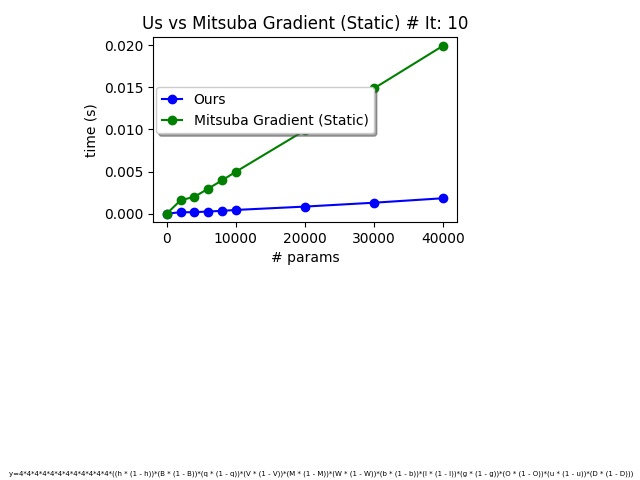 Us vs Mitsuba Gradient (Static) # It: 10
0.020
0.015
0.010
0.005
0.000
time (s)
Ours
Mitsuba Gradient (Static)
0
10000
20000
30000
40000
# params
y=4*4*4*4*4*4*4*4*4*4*4*4*((h * (1 - h))*(B * (1 - B))*(q * (1 - q))*(V * (1 - V))*(M * (1 - M))*(W * (1 - W))*(b * (1 - b))*(l * (1 - l))*(g * (1 - g))*(O * (1 - O))*(u * (1 - u))*(D * (1 - D)))